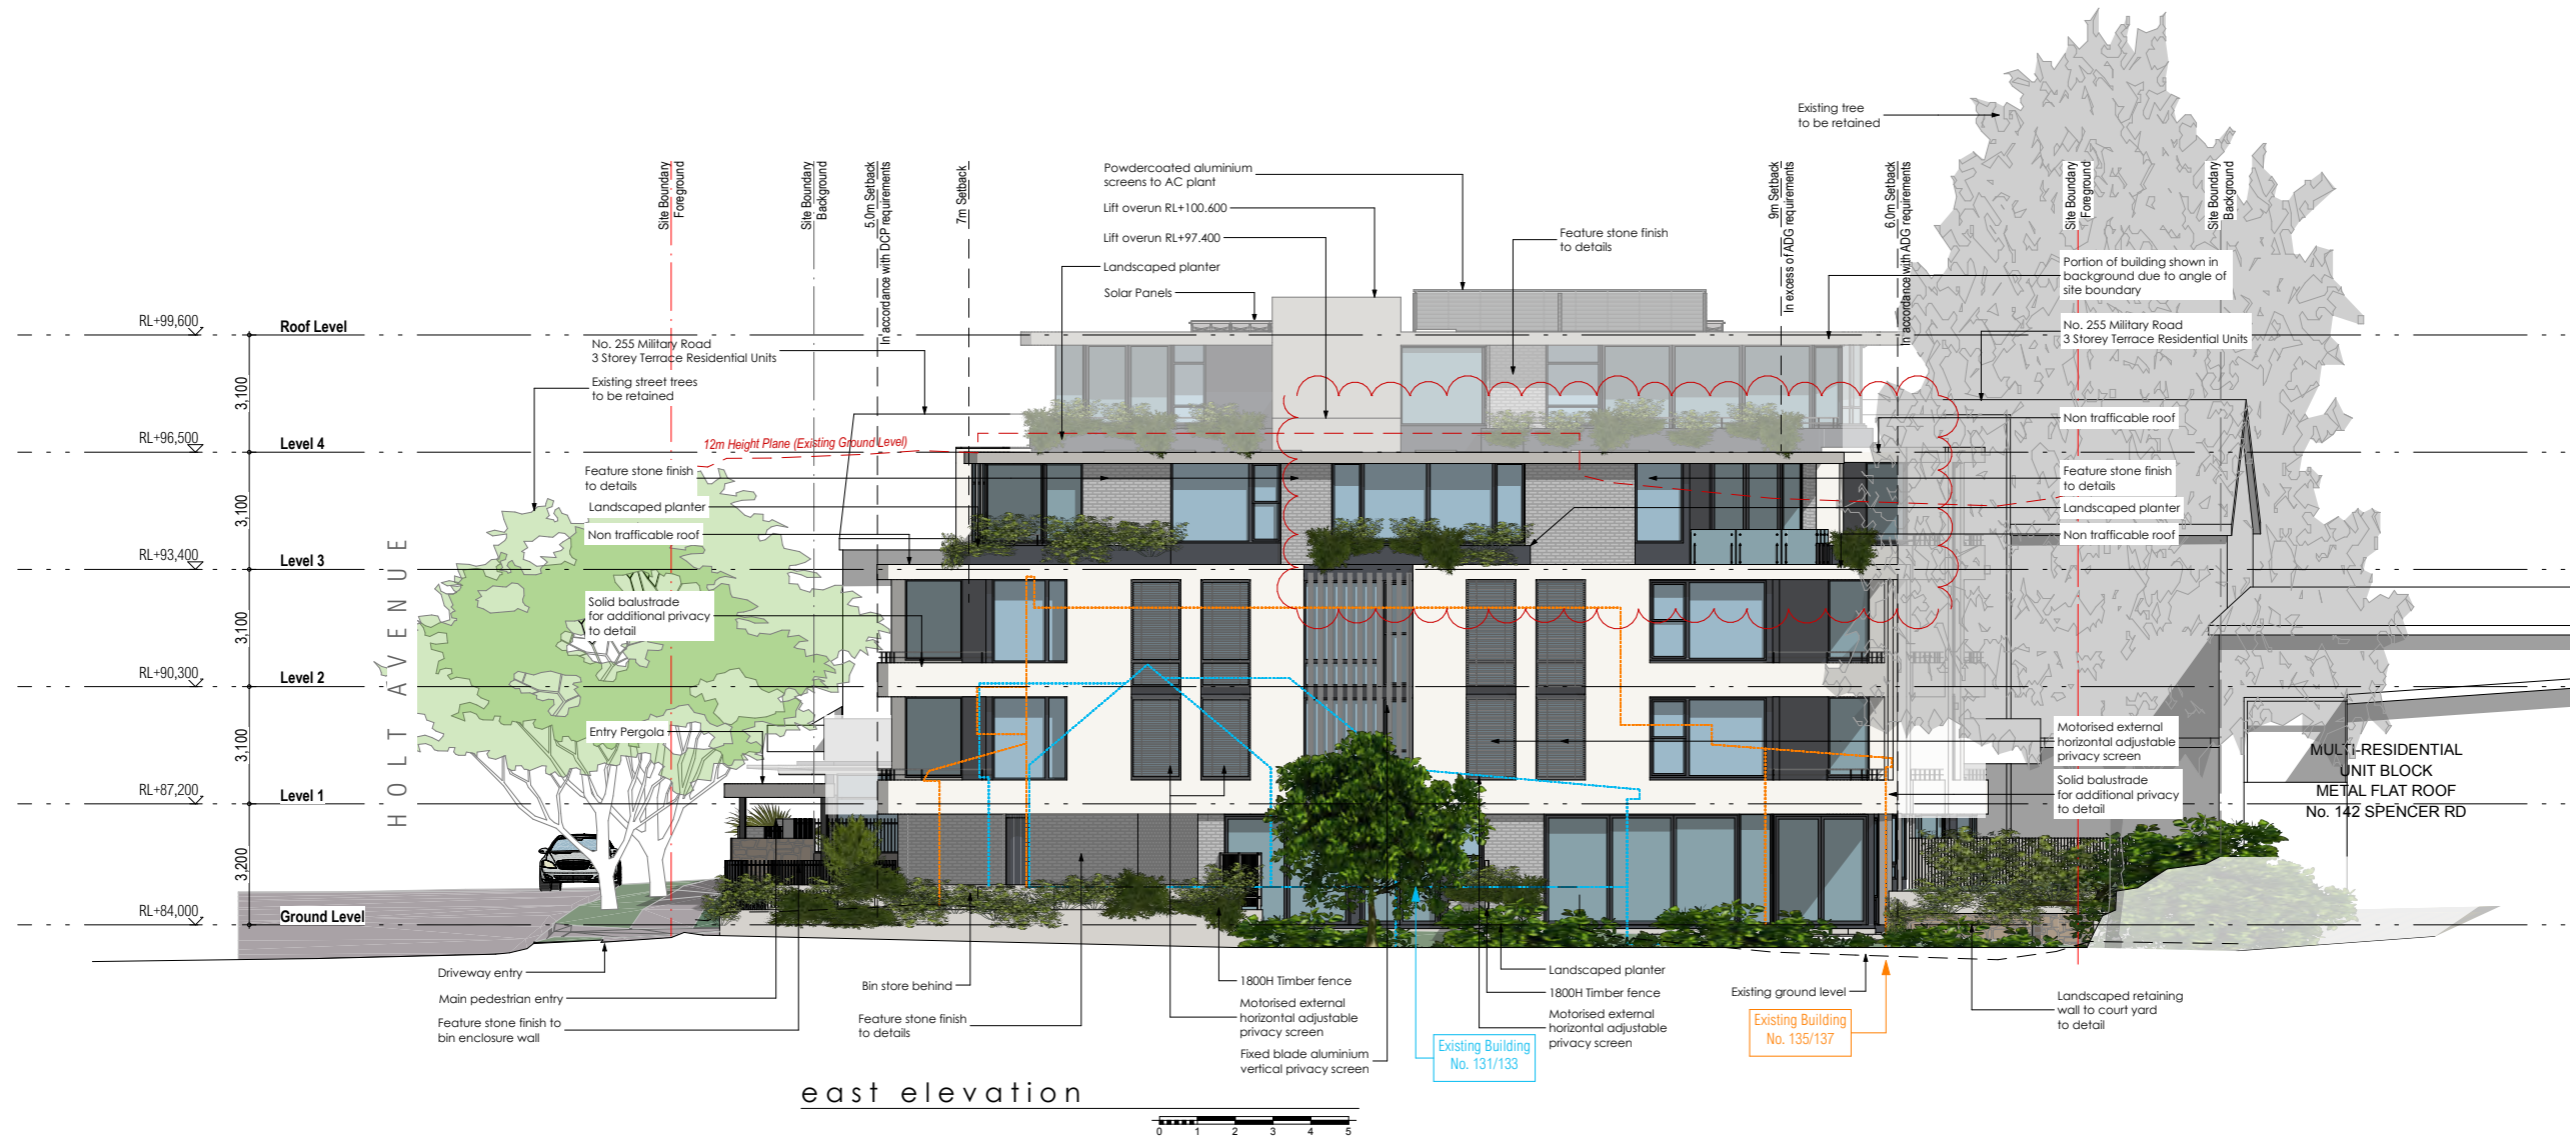 Existing tree
to be retained
Site Boundary
Foreground
Site Boundary
Background
5.0m Setback
In accordance with DCP requirements
7m Setback
Powdercoated aluminium
screens to AC plant
Lift overun RL+100.600
Lift overun RL+97.400
Landscaped planter
Solar Panels
Feature stone finish
to details
9m Setback
In excess of ADG requirements
6.0m Setback
In accordance with ADG requirements
Site Boundary
Foreground
Site Boundary
Background
Portion of building shown in
background due to angle of
site boundary
No. 255 Military Road
3 Storey Terrace Residential Units
Non trafficable roof
Feature stone finish
to details
Landscaped planter
Non trafficable roof
Motorised external
horizontal adjustable
privacy screen
Solid balustrade
for additional privacy
to detail
MULTI-RESIDENTIAL
UNIT BLOCK
METAL FLAT ROOF
No. 142 SPENCER RD
RL+99,600
Roof Level
3,100
RL+96,500
Level 4
3,100
RL+93,400
Level 3
3,100
RL+90,300
Level 2
3,100
RL+87,200
Level 1
3,200
RL+84,000
Ground Level
HOLT AVENUE
No. 255 Military Road
3 Storey Terrace Residential Units
Existing street trees
to be retained
12m Height Plane (Existing Ground Level)
Feature stone finish
to details
Landscaped planter
Non trafficable roof
Solid balustrade
for additional privacy
to detail
Entry Pergola
Driveway entry
Main pedestrian entry
Feature stone finish to
bin enclosure wall
Bin store behind
Feature stone finish
to details
1800H Timber fence
Motorised external
horizontal adjustable
privacy screen
Fixed blade aluminium
vertical privacy screen
Existing Building
No. 131/133
Landscaped planter
1800H Timber fence
Motorised external
horizontal adjustable
privacy screen
Existing ground level
Existing Building
No. 135/137
Landscaped retaining
wall to court yard
to detail
east elevation
0 1 2 3 4 5